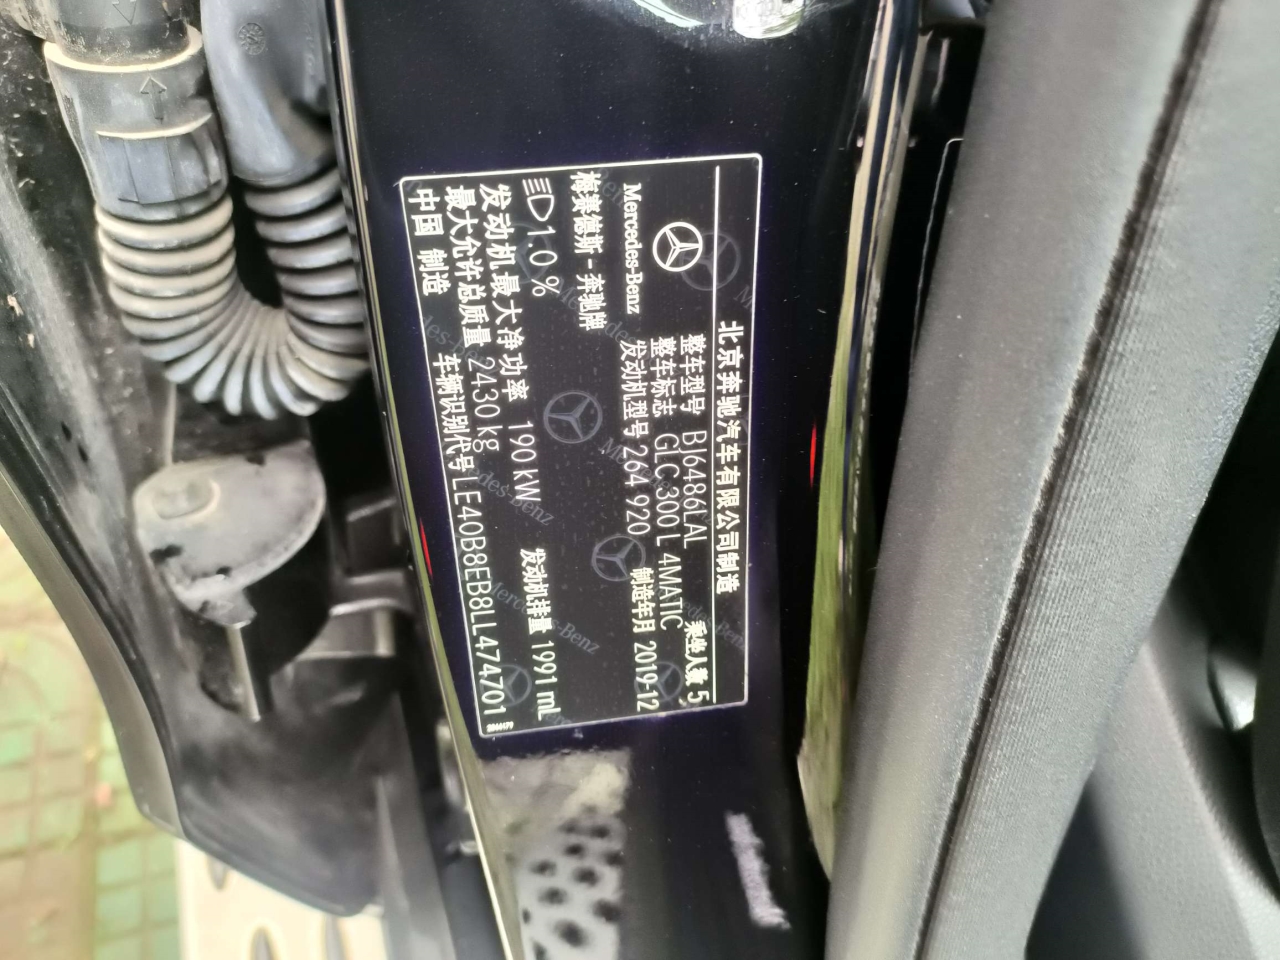 北京奔驰汽车有限公司制造
整车型号 BJ6486LAL 乘坐人数 5
整车标志 GLC 300 L 4MATIC
Mercedes-Benz 发动机型号 264 920 制造年月 2019-12
梅赛德斯-奔驰牌
1.0 %
发动机最大净功率 190 kW 发动机排量 1991 mL
最大允许总质量 2430 kg
中国 制造 车辆识别代号 LE40B8EB8LL474701